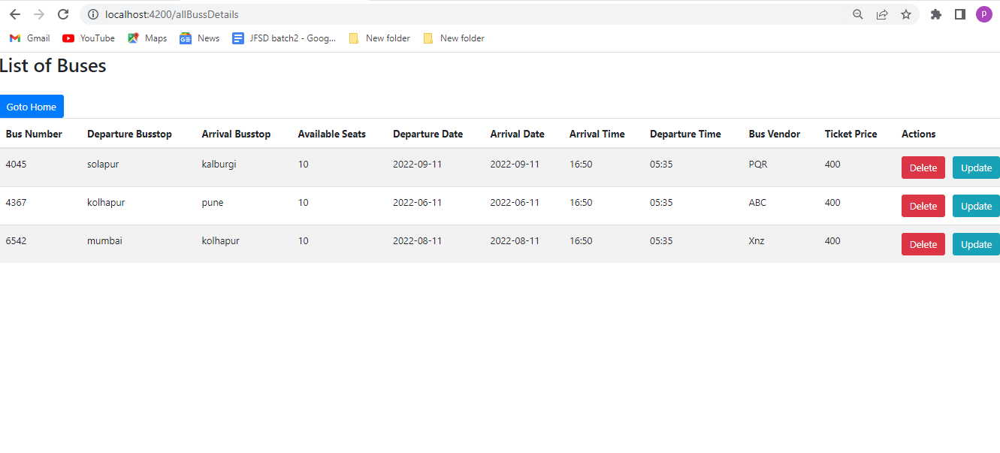 localhost:4200/allBussDetails P
Gmail YouTube Maps GE News JFSD batch2 - Goog... New folder New folder
List of Buses
Goto Home
Bus Number Departure Busstop Arrival Busstop Available Seats Departure Date Arrival Date Arrival Time Departure Time Bus Vendor Ticket Price Actions
4045 solapur kalburgi 10 2022-09-11 2022-09-11 16:50 05:35 PQR 400 Delete Update
4367 kolhapur pune 10 2022-06-11 2022-06-11 16:50 05:35 ABC 400 Delete Update
6542 mumbai kolhapur 10 2022-08-11 2022-08-11 16:50 05:35 Xnz 400 Delete Update